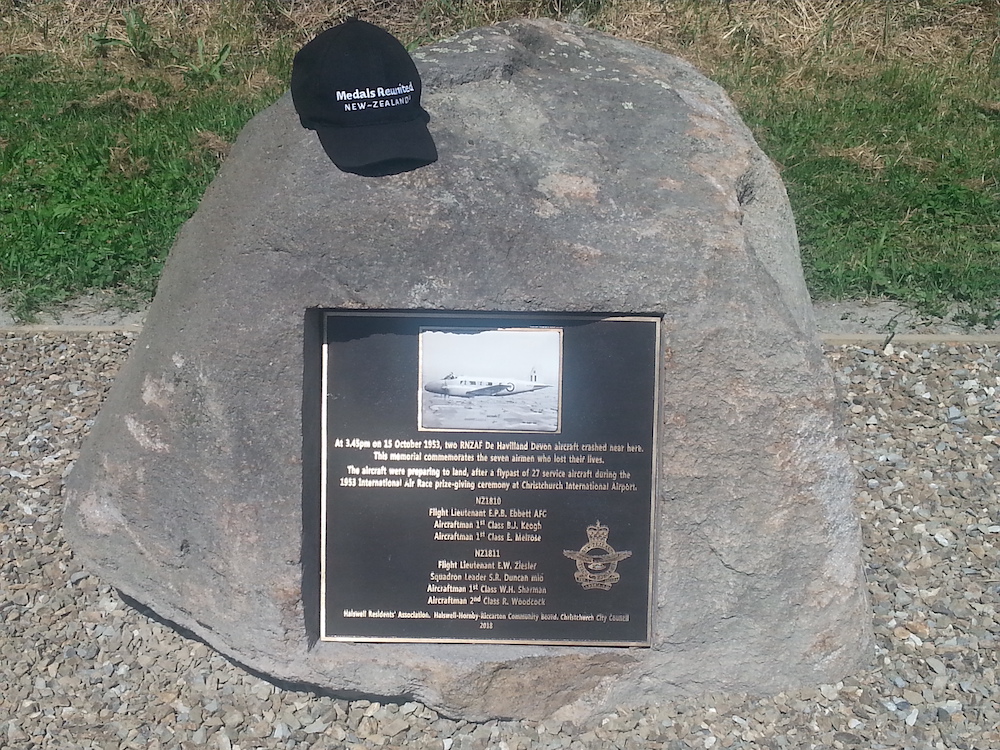 Medals Reunited
NEW~ZEALAND
At 3.45pm on 15 October 1953, two RNZAF De Havilland Devon aircraft crashed near here.
This memorial commemorates the seven airmen who lost their lives.
The aircraft were preparing to land, after a flypast of 27 service aircraft during the
1953 International Air Race prize-giving ceremony at Christchurch International Airport.
NZ1810
Flight Lieutenant E.P.B. Ebbett AFC
Aircraftman 1st Class B.J. Keogh
Aircraftman 1st Class E. Melrose
NZ1811
Flight Lieutenant E.W. Ziesler
Squadron Leader S.R. Duncan mid
Aircraftman 1st Class W.H. Sherman
Aircraftman 2nd Class R. Woodcock
Halswell Residents' Association. Halswell-Hornby-Riccarton Community Board. Christchurch City Council
2018